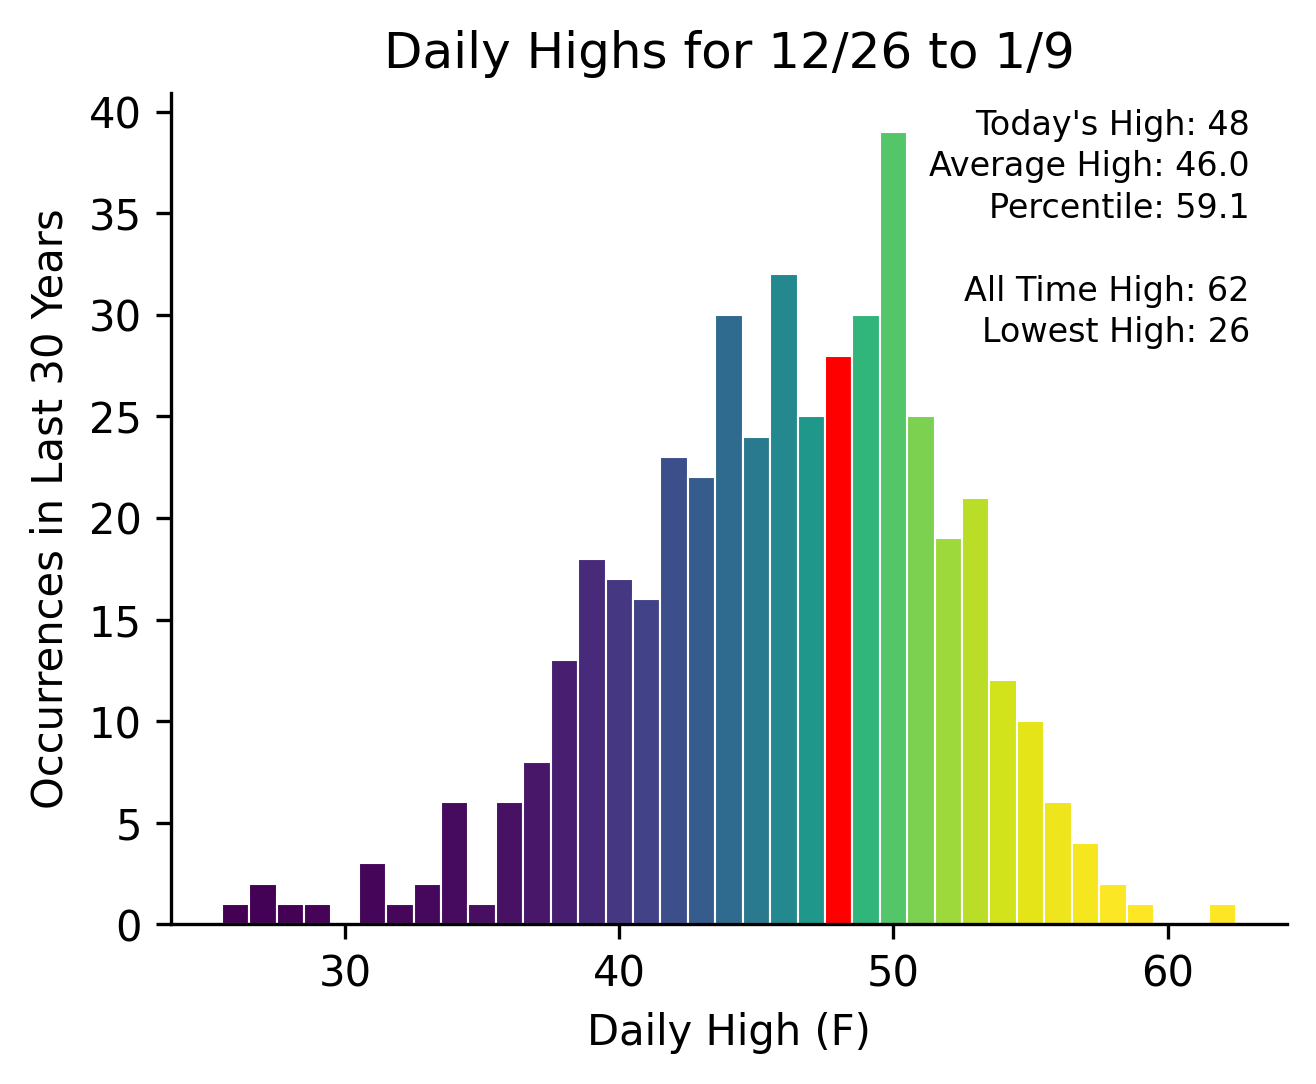 Daily Highs for 12/26 to 1/9
Today's High: 48
Average High: 46.0
Percentile: 59.1
All Time High: 62
Lowest High: 26
Occurrences in Last 30 Years
40
35
30
25
20
15
10
5
0
30
40
50
60
Daily High (F)